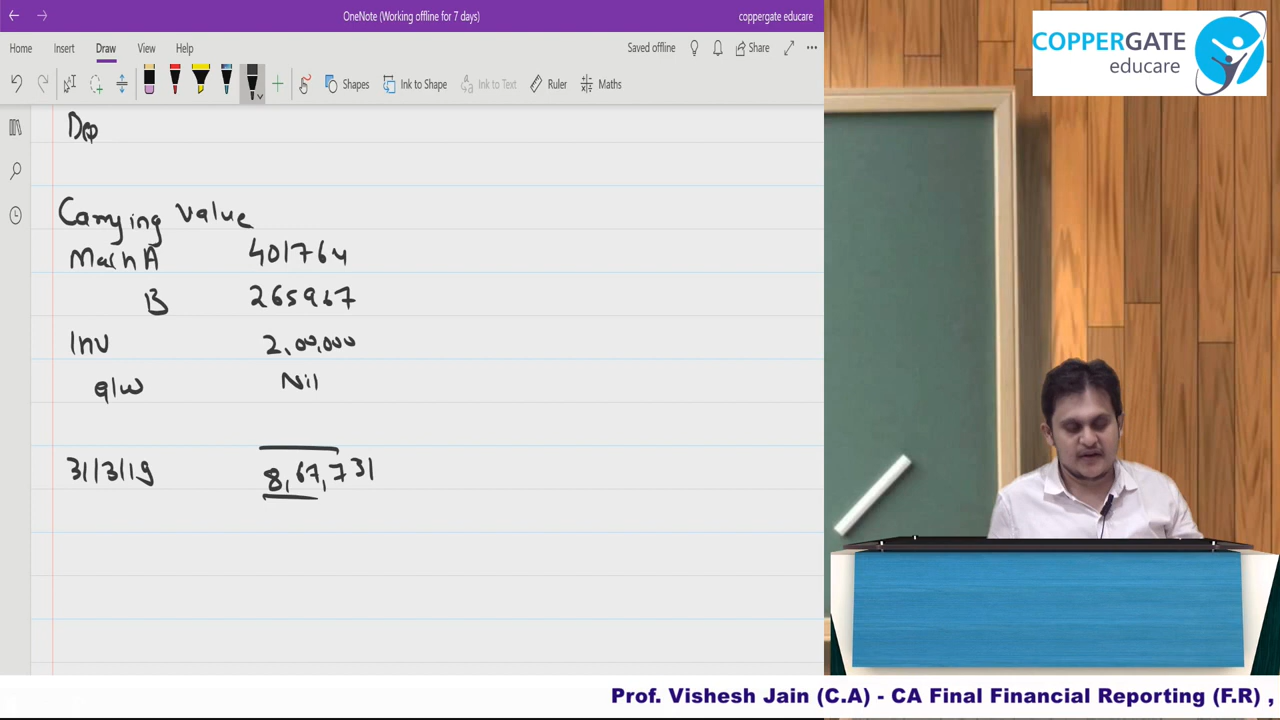 OneNote (Working offline for 7 days)
coppergate educare
Home Insert Draw View Help
Saved offline Share
Shapes Ink to Shape Ink to Text Ruler Maths
Dep
Carrying value
Mach A 401764
B 265967
Inv 2,00,000
g/w Nil
31/3/19 8,67,731
COPPERGATE
educare
Prof. Vishesh Jain (C.A) - CA Final Financial Reporting (F.R) ,